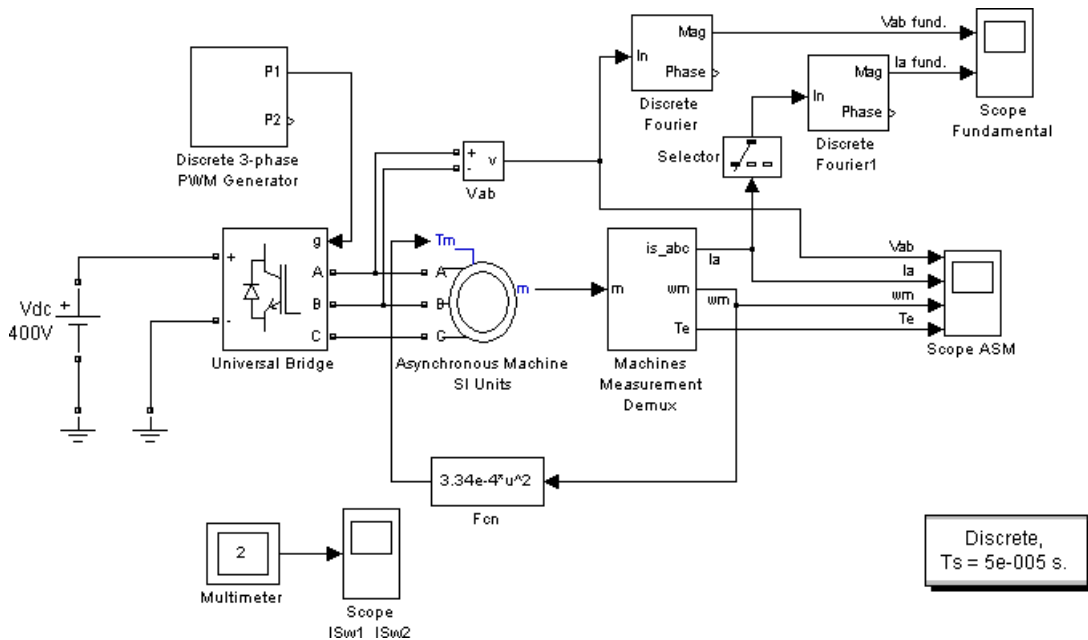 Vab fund.
Mag
In
Phase
Discrete
Fourier
Ia fund.
Mag
In
Phase
Discrete
Fourier1
Scope
Fundamental
P1
P2
Discrete 3-phase
PWM Generator
Selector
+
-
v
Vab
g
+
A
B
-
C
Universal Bridge
Vdc +
400V
Tm
A
B
C
m
Asynchronous Machine
SI Units
m
is_abc
wm
Te
Ia
wm
Machines
Measurement
Demux
Vab
Ia
wm
Te
Scope ASM
3.34e-4*u^2
Fcn
2
Multimeter
Scope
ISw1 ISw2
Discrete,
Ts = 5e-005 s.